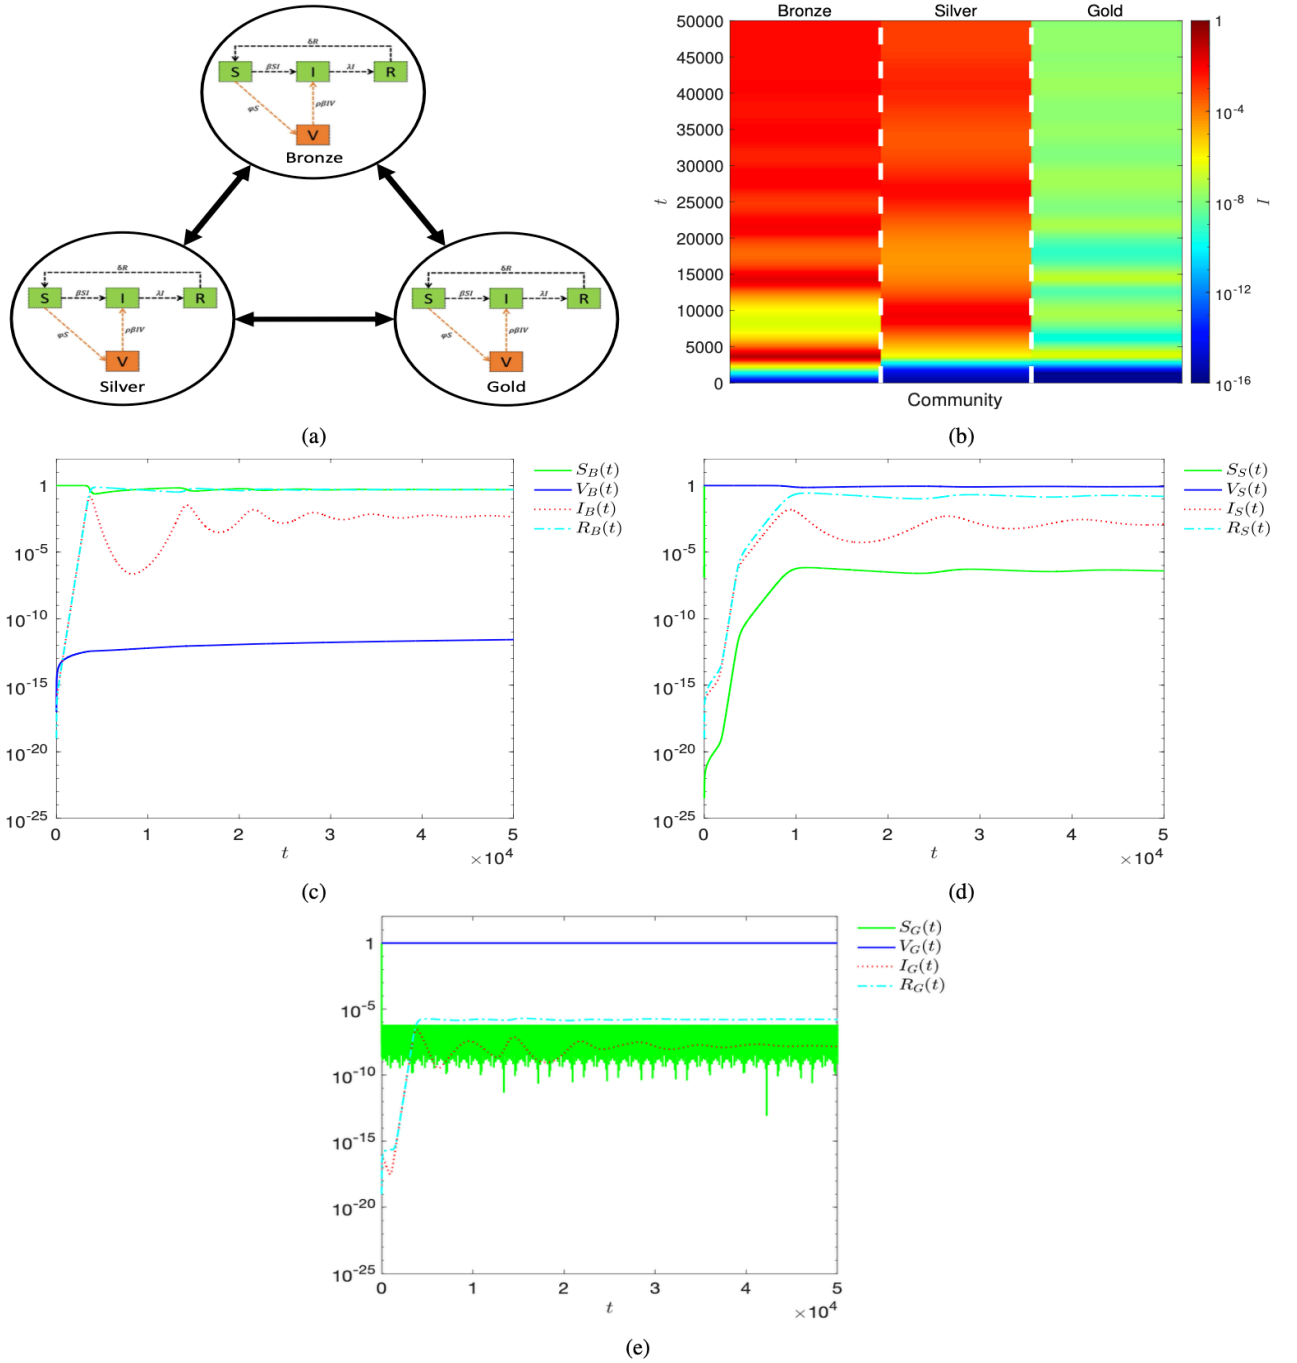 δR
S βSI I λI R
φS ρβIV
V
Bronze
δR
S βSI I λI R
φS ρβIV
V
Silver
δR
S βSI I λI R
φS ρβIV
V
Gold
(a)
Bronze Silver Gold
50000
45000
40000
35000
30000
25000
20000
15000
10000
5000
0
t
Community
1
10^-4
10^-8
10^-12
10^-16
I
(b)
1
10^-5
10^-10
10^-15
10^-20
10^-25
0 1 2 3 4 5
t
×10^4
S_B(t)
V_B(t)
I_B(t)
R_B(t)
(c)
1
10^-5
10^-10
10^-15
10^-20
10^-25
0 1 2 3 4 5
t
×10^4
S_S(t)
V_S(t)
I_S(t)
R_S(t)
(d)
1
10^-5
10^-10
10^-15
10^-20
10^-25
0 1 2 3 4 5
t
×10^4
S_G(t)
V_G(t)
I_G(t)
R_G(t)
(e)